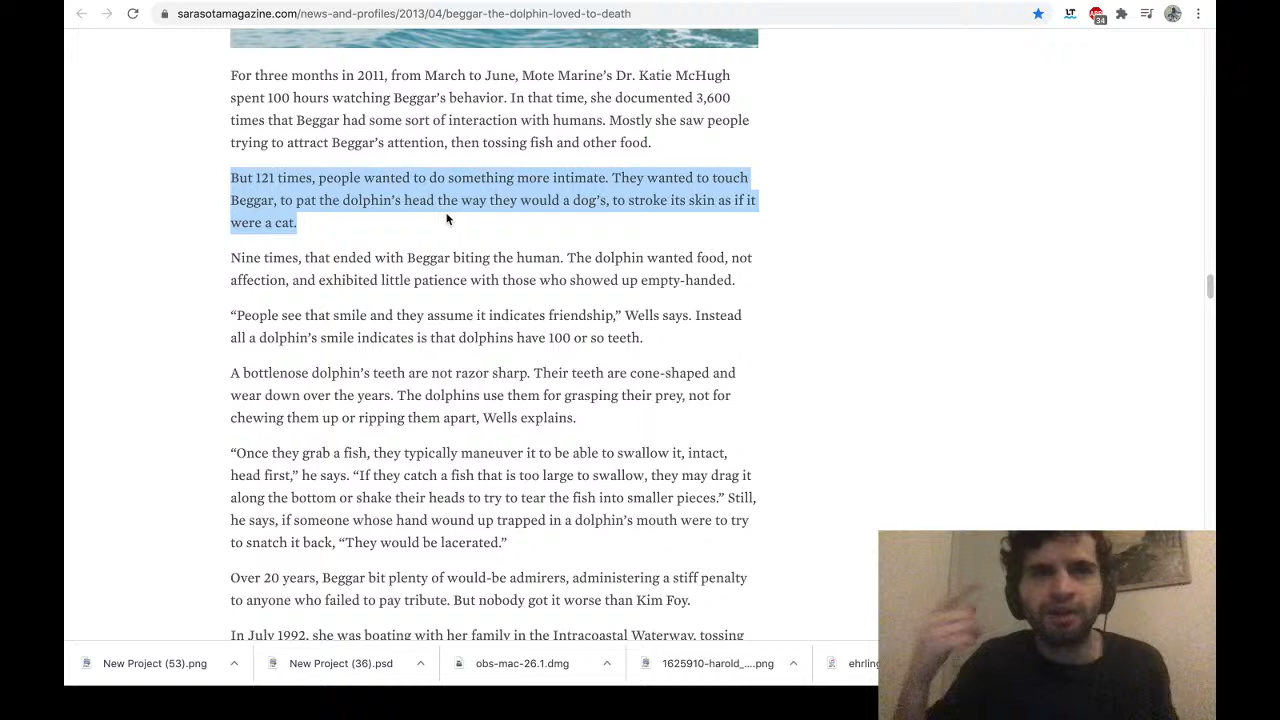 sarasotamagazine.com/news-and-profiles/2013/04/beggar-the-dolphin-loved-to-death
LT
34
For three months in 2011, from March to June, Mote Marine’s Dr. Katie McHugh
spent 100 hours watching Beggar’s behavior. In that time, she documented 3,600
times that Beggar had some sort of interaction with humans. Mostly she saw people
trying to attract Beggar’s attention, then tossing fish and other food.
But 121 times, people wanted to do something more intimate. They wanted to touch
Beggar, to pat the dolphin’s head the way they would a dog’s, to stroke its skin as if it
were a cat.
Nine times, that ended with Beggar biting the human. The dolphin wanted food, not
affection, and exhibited little patience with those who showed up empty-handed.
“People see that smile and they assume it indicates friendship,” Wells says. Instead
all a dolphin’s smile indicates is that dolphins have 100 or so teeth.
A bottlenose dolphin’s teeth are not razor sharp. Their teeth are cone-shaped and
wear down over the years. The dolphins use them for grasping their prey, not for
chewing them up or ripping them apart, Wells explains.
“Once they grab a fish, they typically maneuver it to be able to swallow it, intact,
head first,” he says. “If they catch a fish that is too large to swallow, they may drag it
along the bottom or shake their heads to try to tear the fish into smaller pieces.” Still,
he says, if someone whose hand wound up trapped in a dolphin’s mouth were to try
to snatch it back, “They would be lacerated.”
Over 20 years, Beggar bit plenty of would-be admirers, administering a stiff penalty
to anyone who failed to pay tribute. But nobody got it worse than Kim Foy.
In July 1992, she was boating with her family in the Intracoastal Waterway, tossing
New Project (53).png
New Project (36).psd
obs-mac-26.1.dmg
1625910-harold_....png
ehrling